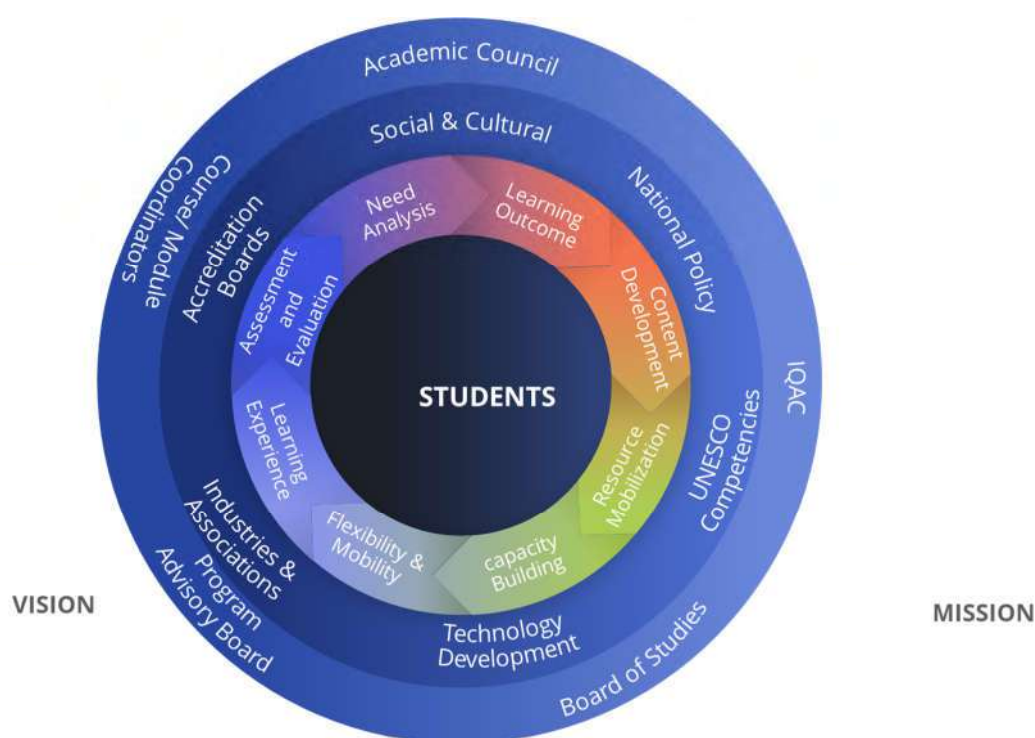 Academic Council
Social & Cultural
Course/ Module
Coordinators
Accreditation
Boards
National Policy
Need
Analysis
Learning
Outcome
Content
Development
Assessment
and
Evaluation
IQAC
STUDENTS
UNESCO
Competencies
Learning
Experience
Resource
Mobilization
Flexibility &
Mobility
capacity
Building
Industries &
Associations
Program
Advisory Board
Technology
Development
Board of Studies
VISION
MISSION